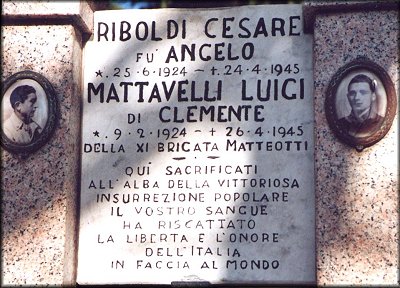 RIBOLDI CESARE
FU' ANGELO
*. 25-6-1924 - +. 24-4-1945
MATTAVELLI LUIGI
DI CLEMENTE
*. 9-2-1924 - + 26-4-1945
DELLA XI BRIGATA MATTEOTTI
QUI SACRIFICATI
ALL'ALBA DELLA VITTORIOSA
INSURREZIONE POPOLARE
IL VOSTRO SANGUE
HA RISCATTATO
LA LIBERTA E L'ONORE
DELL'ITALIA
IN FACCIA AL MONDO